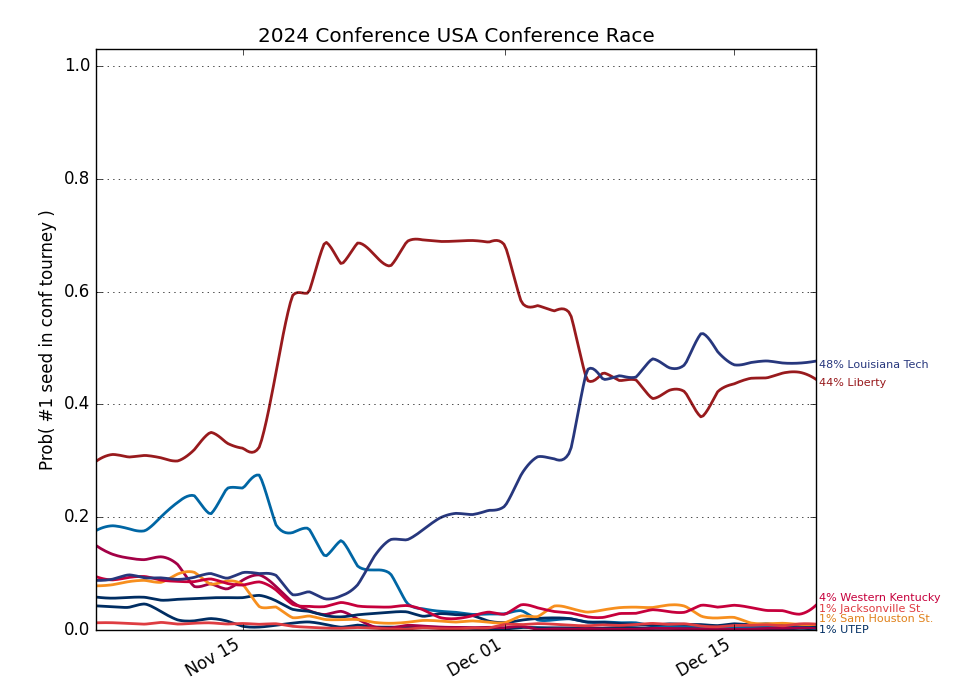 2024 Conference USA Conference Race
Prob( #1 seed in conf tourney )
1.0
0.8
0.6
0.4
0.2
0.0
Nov 15
Dec 01
Dec 15
48% Louisiana Tech
44% Liberty
4% Western Kentucky
1% Jacksonville St.
1% Sam Houston St.
1% UTEP